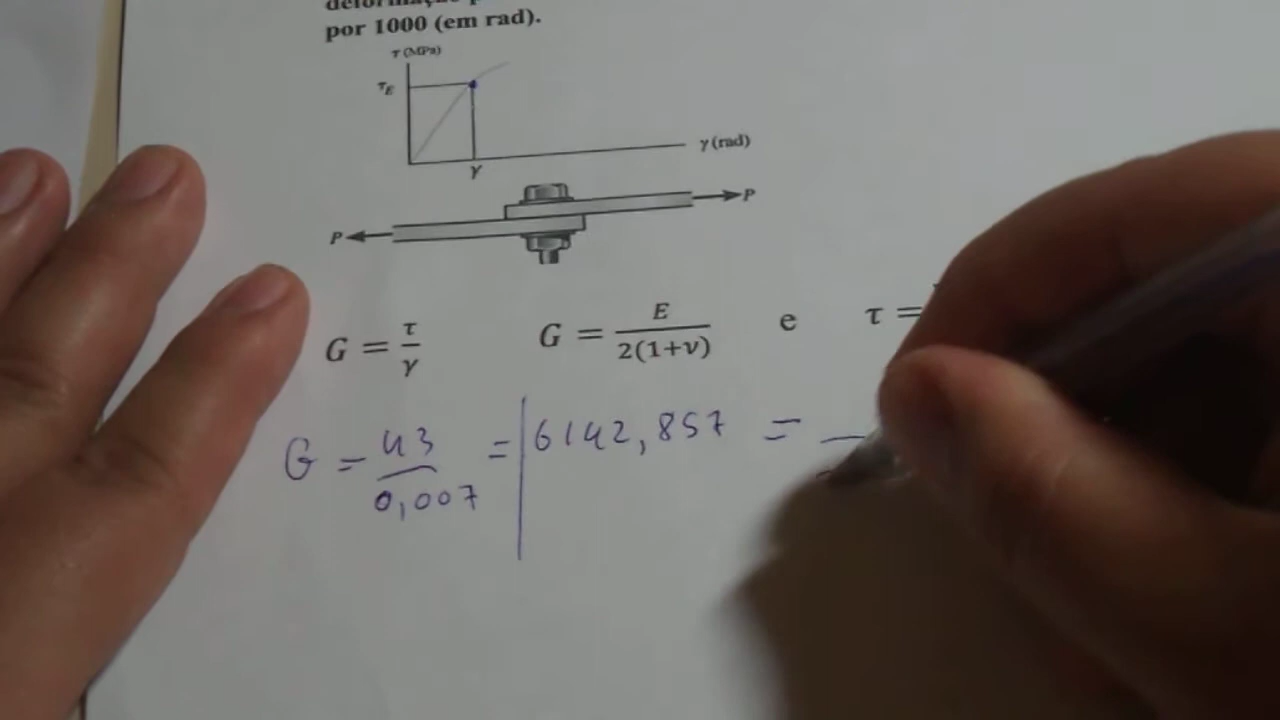 por 1000 (em rad).
τ (MPa)
τE
γ (rad)
γ
P
P
G = τ/γ G = E/2(1+ν) e τ =
G = 43/0,007 = 6142,857 =